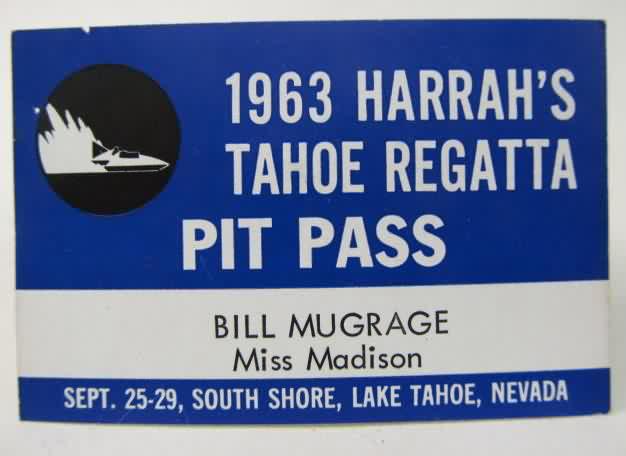 1963 HARRAH'S
TAHOE REGATTA
PIT PASS
BILL MUGRAGE
Miss Madison
SEPT. 25-29, SOUTH SHORE, LAKE TAHOE, NEVADA